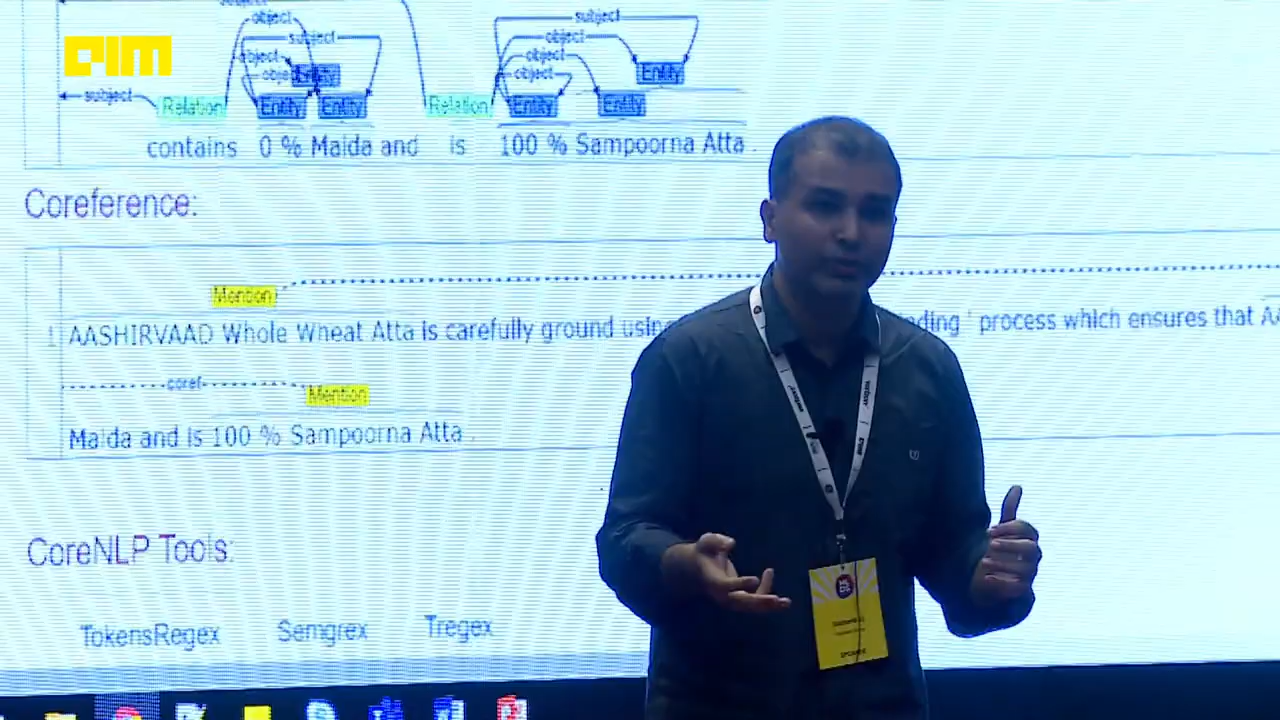 subject
object
subject
object
object
subject
object
object
object
subject
AIM
Entity
Entity
Relation
Entity
Entity
Relation
Entity
Entity
contains 0 % Maida and is 100 % Sampoorna Atta .
Coreference:
Mention
1 AASHIRVAAD Whole Wheat Atta is carefully ground using nding ' process which ensures that
coref
Mention
Maida and is 100 % Sampoorna Atta .
CoreNLP Tools:
TokensRegex Semgrex Tregex
SPEAKER